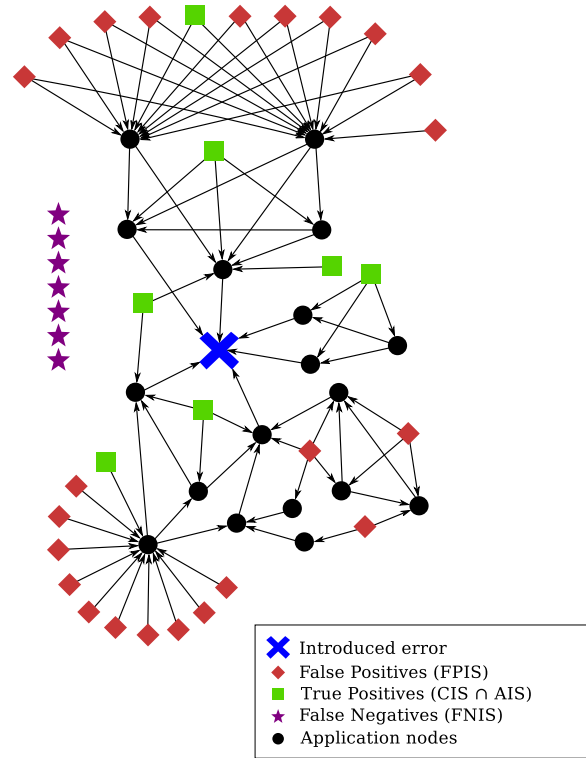 Introduced error
False Positives (FPIS)
True Positives (CIS ∩ AIS)
False Negatives (FNIS)
Application nodes